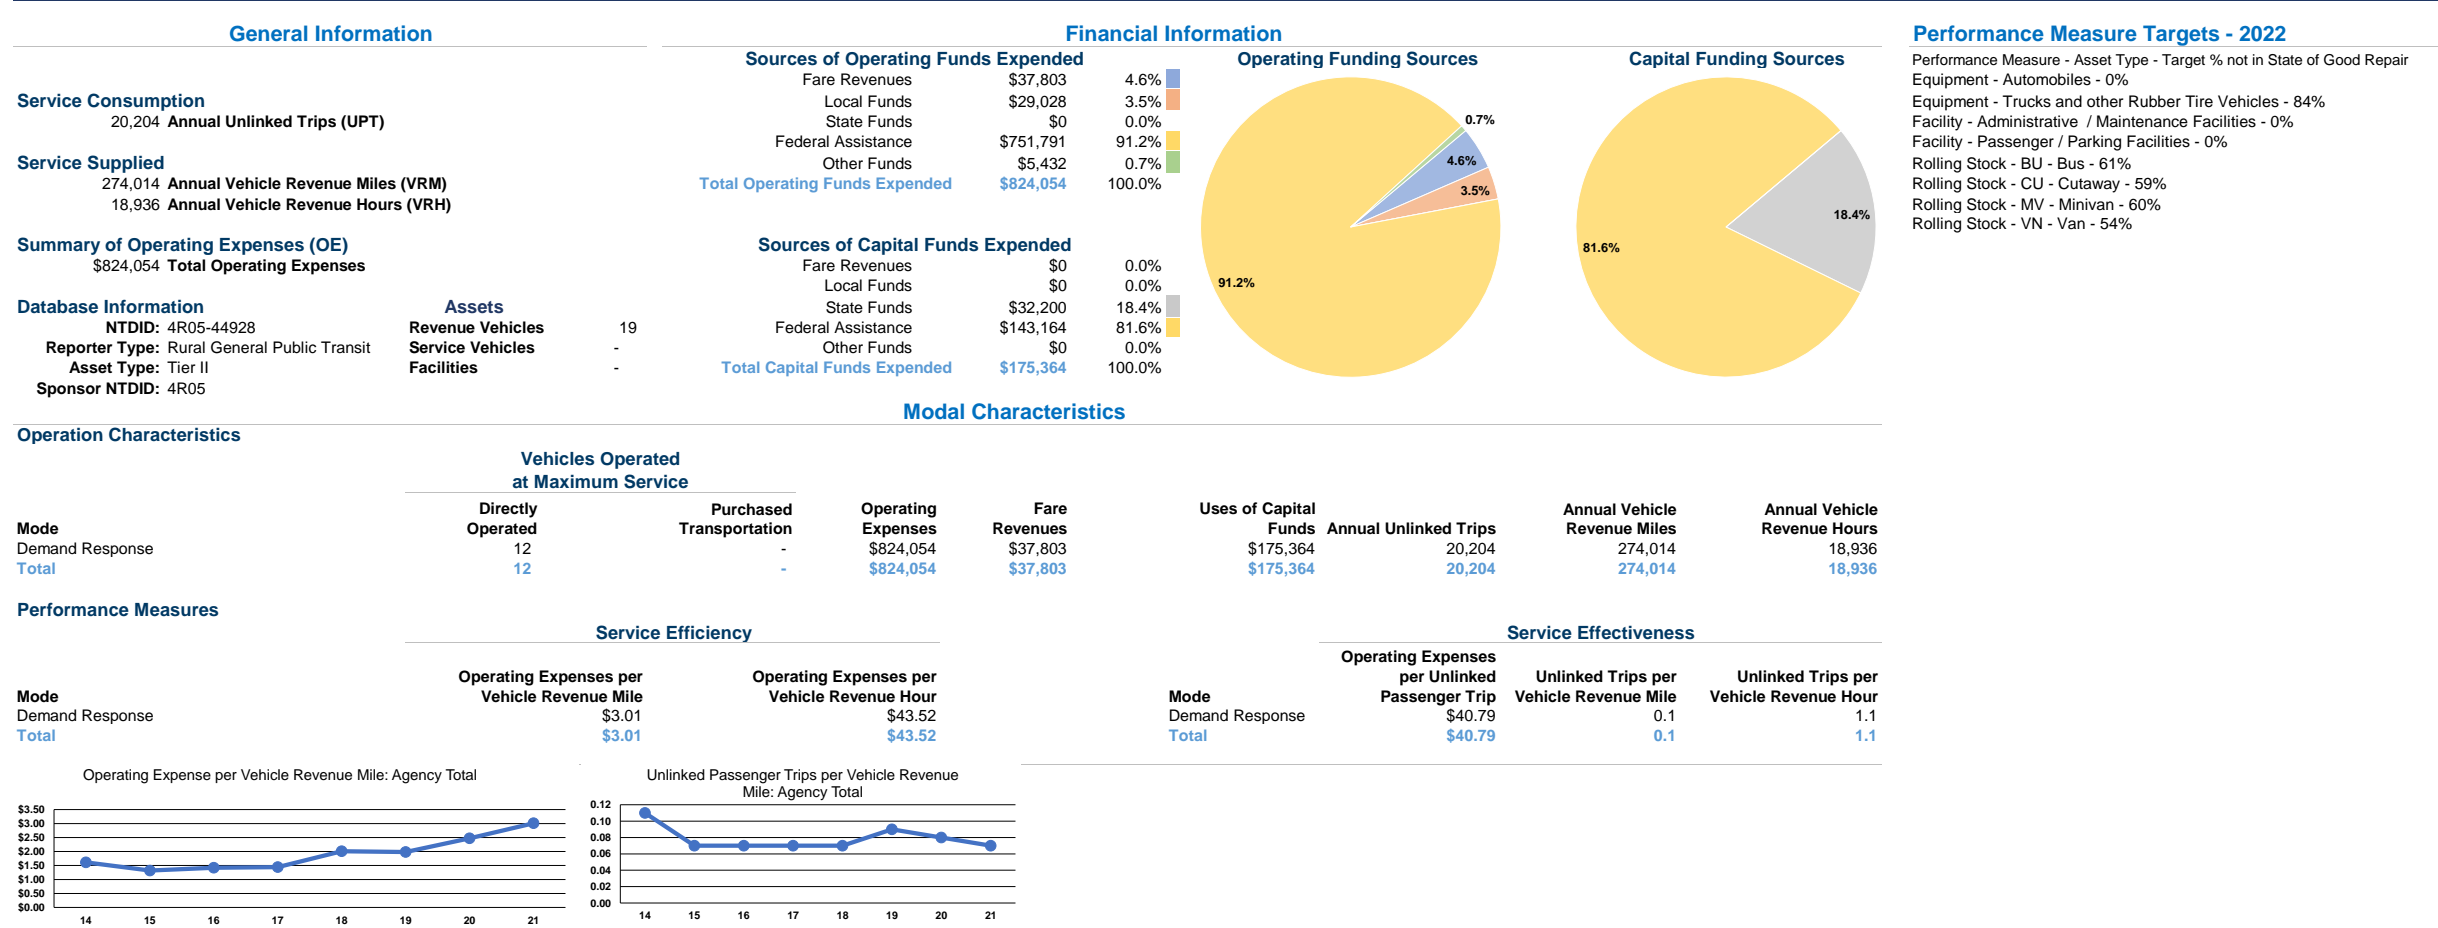 General Information
Service Consumption
20,204 Annual Unlinked Trips (UPT)
Service Supplied
274,014 Annual Vehicle Revenue Miles (VRM)
18,936 Annual Vehicle Revenue Hours (VRH)
Summary of Operating Expenses (OE)
$824,054 Total Operating Expenses
Database Information
NTDID: 4R05-44928
Reporter Type: Rural General Public Transit
Asset Type: Tier II
Sponsor NTDID: 4R05
Assets
Revenue Vehicles 19
Service Vehicles -
Facilities -
Financial Information
Sources of Operating Funds Expended
Fare Revenues $37,803 4.6%
Local Funds $29,028 3.5%
State Funds $0 0.0%
Federal Assistance $751,791 91.2%
Other Funds $5,432 0.7%
Total Operating Funds Expended $824,054 100.0%
Sources of Capital Funds Expended
Fare Revenues $0 0.0%
Local Funds $0 0.0%
State Funds $32,200 18.4%
Federal Assistance $143,164 81.6%
Other Funds $0 0.0%
Total Capital Funds Expended $175,364 100.0%
Operating Funding Sources
0.7%
4.6%
3.5%
91.2%
Capital Funding Sources
18.4%
81.6%
Performance Measure Targets - 2022
Performance Measure - Asset Type - Target % not in State of Good Repair
Equipment - Automobiles - 0%
Equipment - Trucks and other Rubber Tire Vehicles - 84%
Facility - Administrative / Maintenance Facilities - 0%
Facility - Passenger / Parking Facilities - 0%
Rolling Stock - BU - Bus - 61%
Rolling Stock - CU - Cutaway - 59%
Rolling Stock - MV - Minivan - 60%
Rolling Stock - VN - Van - 54%
Modal Characteristics
Operation Characteristics
Vehicles Operated
at Maximum Service
Directly Purchased Operating Fare Uses of Capital Annual Vehicle Annual Vehicle
Mode Operated Transportation Expenses Revenues Funds Annual Unlinked Trips Revenue Miles Revenue Hours
Demand Response 12 - $824,054 $37,803 $175,364 20,204 274,014 18,936
Total 12 - $824,054 $37,803 $175,364 20,204 274,014 18,936
Performance Measures
Service Efficiency
Operating Expenses per Operating Expenses per
Mode Vehicle Revenue Mile Vehicle Revenue Hour
Demand Response $3.01 $43.52
Total $3.01 $43.52
Service Effectiveness
Operating Expenses
per Unlinked Unlinked Trips per Unlinked Trips per
Mode Passenger Trip Vehicle Revenue Mile Vehicle Revenue Hour
Demand Response $40.79 0.1 1.1
Total $40.79 0.1 1.1
Operating Expense per Vehicle Revenue Mile: Agency Total
$3.50
$3.00
$2.50
$2.00
$1.50
$1.00
$0.50
$0.00
14 15 16 17 18 19 20 21
Unlinked Passenger Trips per Vehicle Revenue
Mile: Agency Total
0.12
0.10
0.08
0.06
0.04
0.02
0.00
14 15 16 17 18 19 20 21